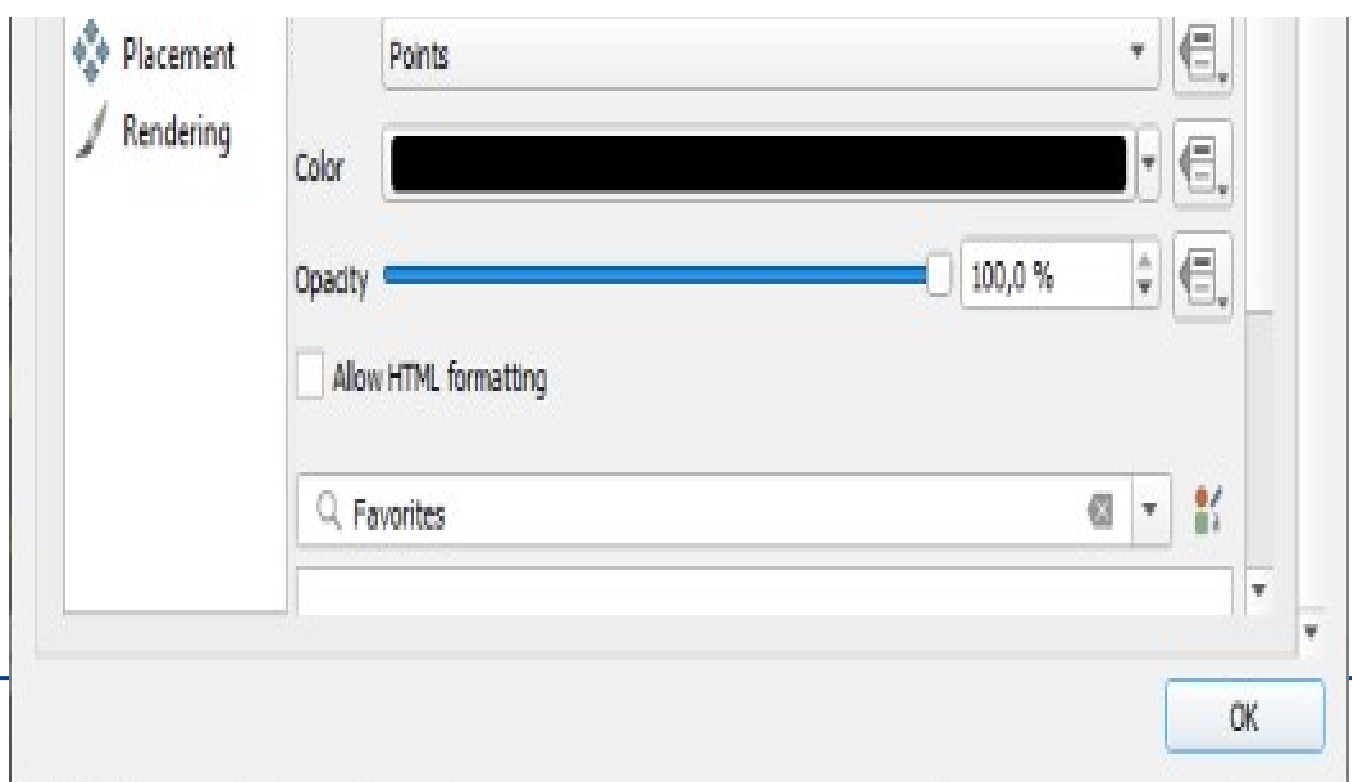 Placement
Points
Rendering
Color
Opacity
100,0 %
Allow HTML formatting
Favorites
OK